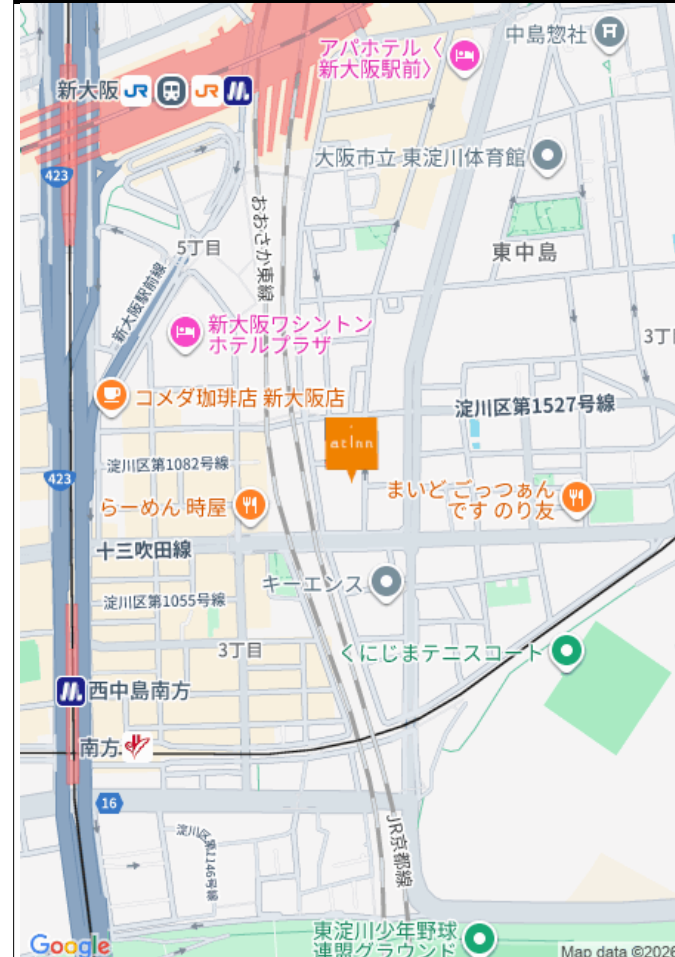 中島惣社
アパホテル〈
新大阪駅前〉
新大阪
JR
JR
大阪市立 東淀川体育館
423
おおさか東線
5丁目
東中島
新大阪駅前線
新大阪ワシントン
ホテルプラザ
3丁
コメダ珈琲店 新大阪店
淀川区第1527号線
at Inn
淀川区第1082号線
423
らーめん 時屋
まいど ごっつぁん
です のり友
十三吹田線
キーエンス
淀川区第1055号線
3丁目
くにじまテニスコート
西中島南方
南方
16
淀川区第1146号線
JR京都線
東淀川少年野球
連盟グラウンド
Google
Map data ©2026